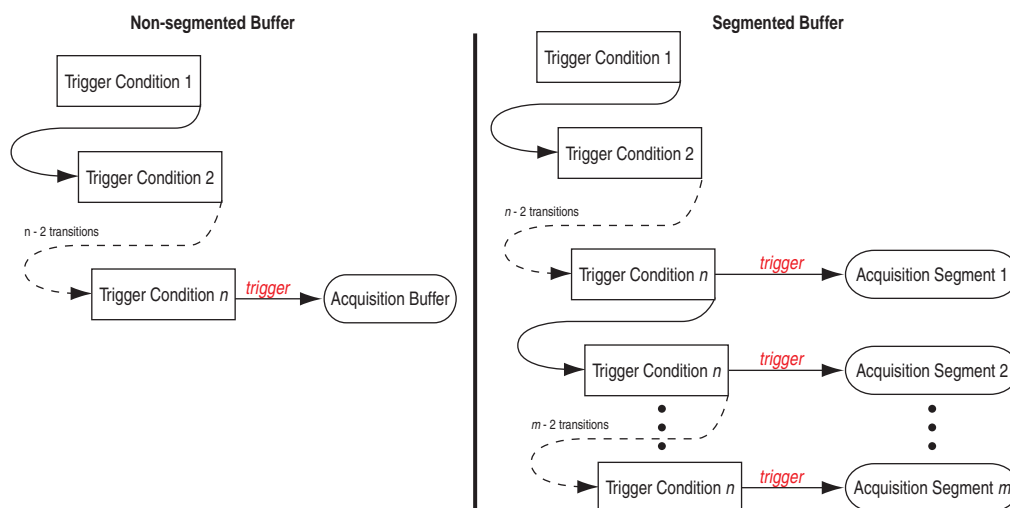 Non-segmented Buffer
Trigger Condition 1
Trigger Condition 2
n - 2 transitions
Trigger Condition n
trigger
Acquisition Buffer
Segmented Buffer
Trigger Condition 1
Trigger Condition 2
n - 2 transitions
Trigger Condition n
trigger
Acquisition Segment 1
Trigger Condition n
trigger
Acquisition Segment 2
m - 2 transitions
Trigger Condition n
trigger
Acquisition Segment m